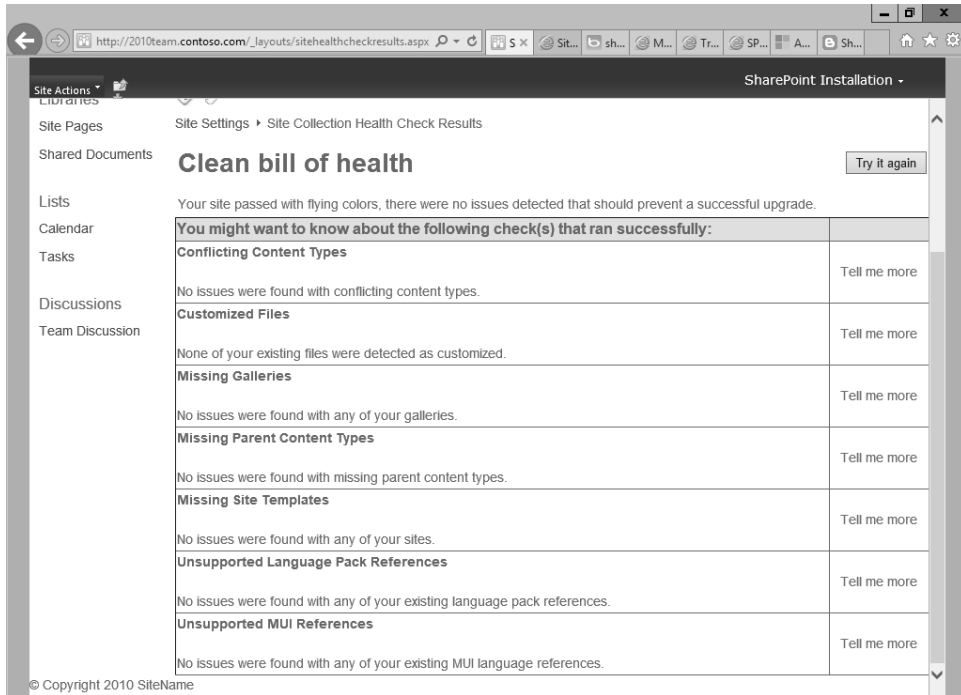 http://2010team.contoso.com/_layouts/sitehealthcheckresults.aspx
S
Sit...
sh...
M...
Tr...
SP...
A...
Sh...
Site Actions
SharePoint Installation
Libraries
Site Pages
Shared Documents
Lists
Calendar
Tasks
Discussions
Team Discussion
Site Settings ▸ Site Collection Health Check Results
Clean bill of health
Try it again
Your site passed with flying colors, there were no issues detected that should prevent a successful upgrade.
You might want to know about the following check(s) that ran successfully:
Conflicting Content Types
No issues were found with conflicting content types.
Tell me more
Customized Files
None of your existing files were detected as customized.
Tell me more
Missing Galleries
No issues were found with any of your galleries.
Tell me more
Missing Parent Content Types
No issues were found with missing parent content types.
Tell me more
Missing Site Templates
No issues were found with any of your sites.
Tell me more
Unsupported Language Pack References
No issues were found with any of your existing language pack references.
Tell me more
Unsupported MUI References
No issues were found with any of your existing MUI language references.
Tell me more
© Copyright 2010 SiteName